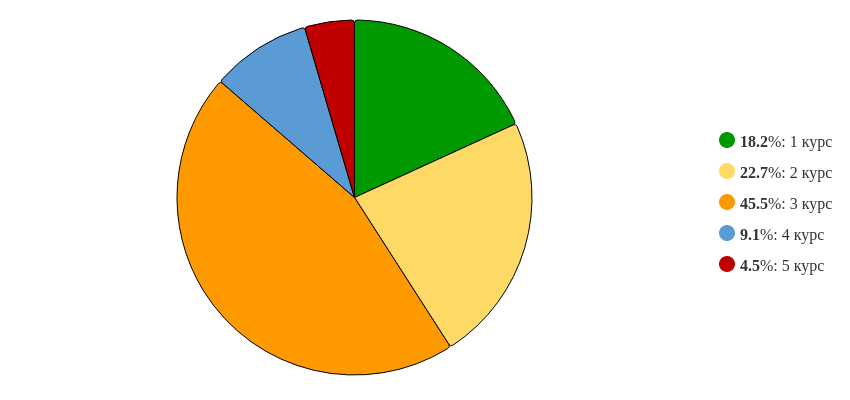 18.2%: 1 курс
22.7%: 2 курс
45.5%: 3 курс
9.1%: 4 курс
4.5%: 5 курс